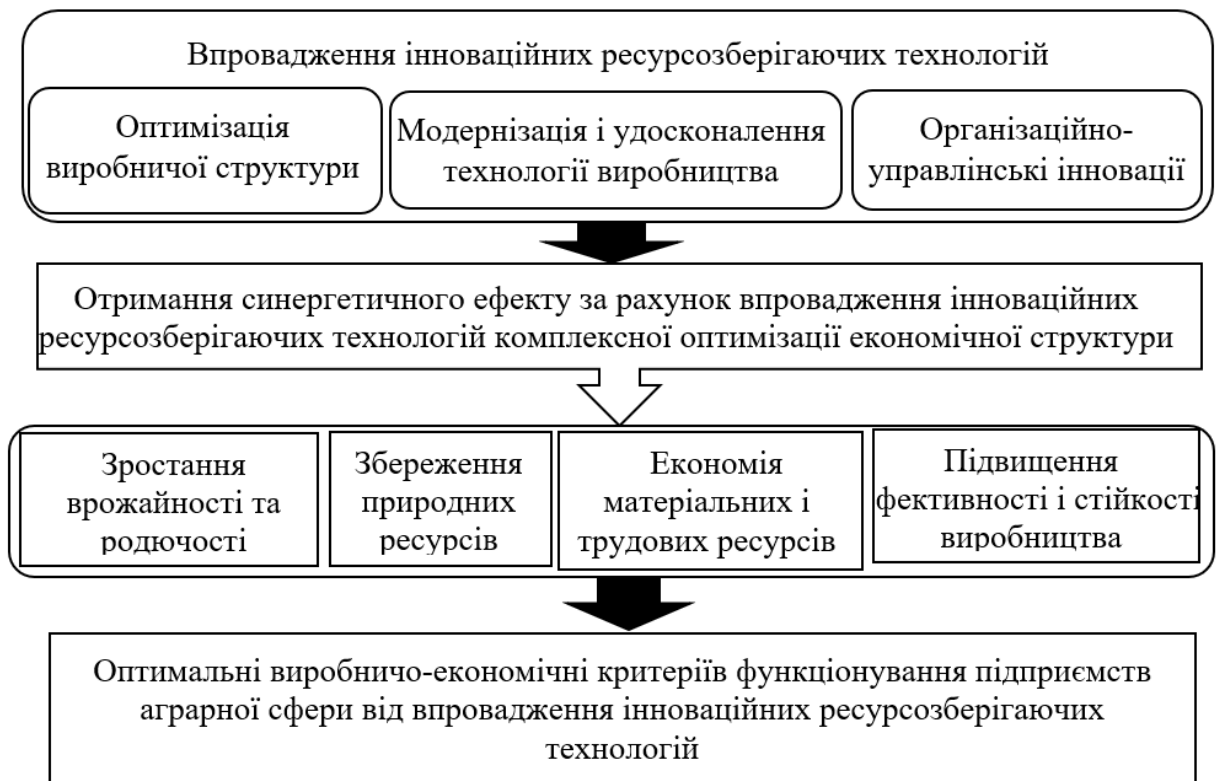 Впровадження інноваційних ресурсозберігаючих технологій
Оптимізація
виробничої структури
Модернізація і удосконалення
технології виробництва
Організаційно-
управлінські інновації
Отримання синергетичного ефекту за рахунок впровадження інноваційних
ресурсозберігаючих технологій комплексної оптимізації економічної структури
Зростання
врожайності та
родючості
Збереження
природних
ресурсів
Економія
матеріальних і
трудових ресурсів
Підвищення
фективності і стійкості
виробництва
Оптимальні виробничо-економічні критеріїв функціонування підприємств
аграрної сфери від впровадження інноваційних ресурсозберігаючих
технологій